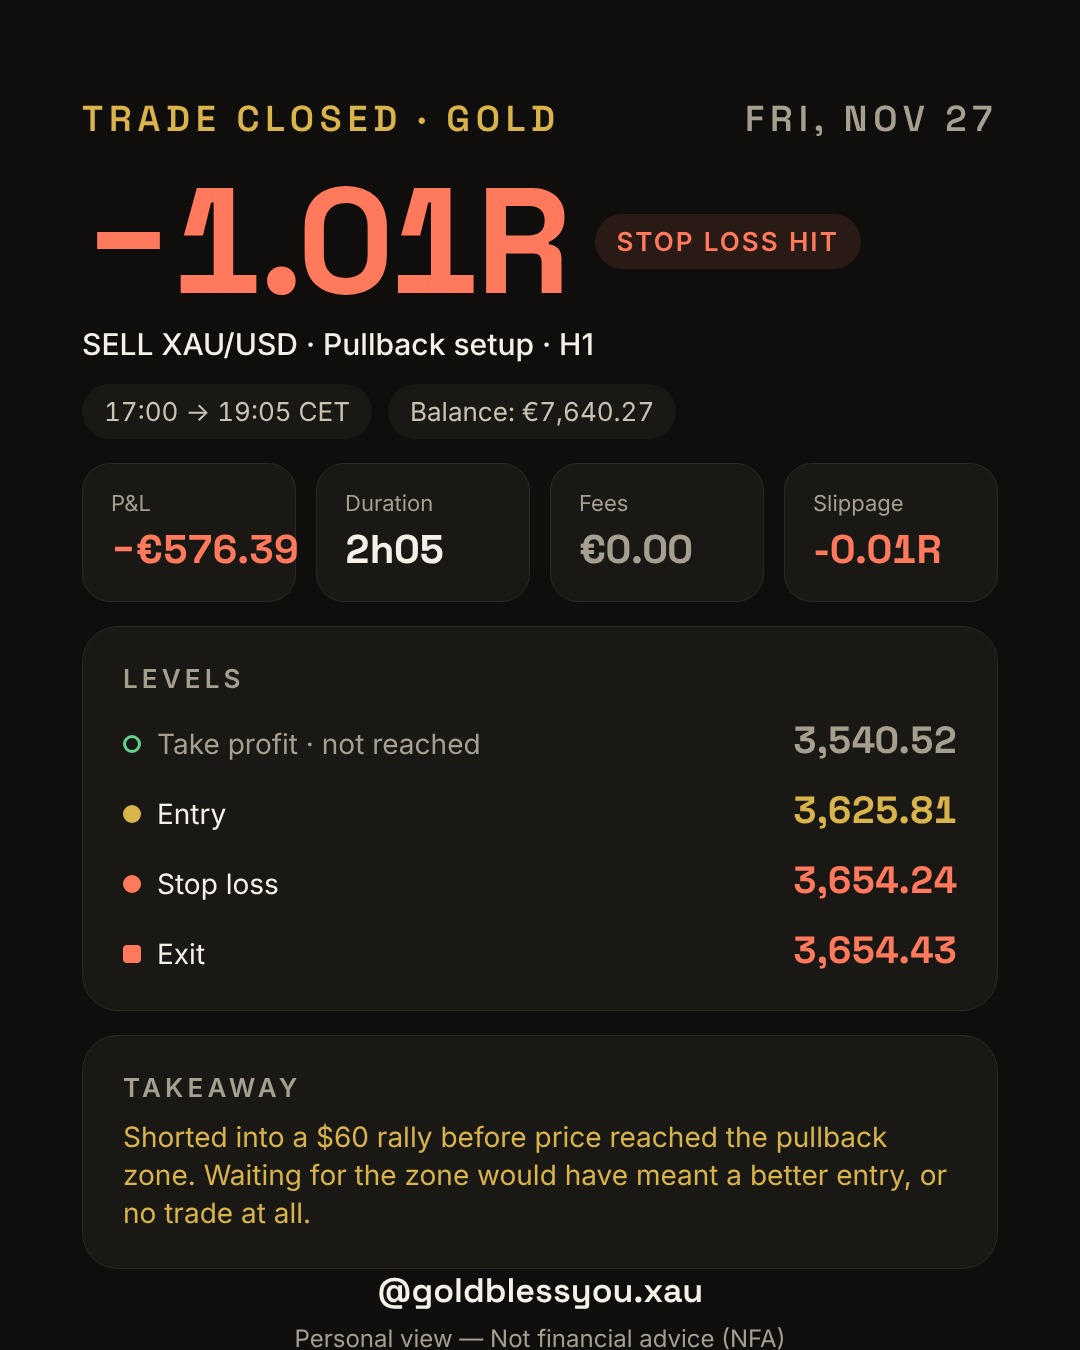 TRADE CLOSED · GOLD
FRI, NOV 27
−1.01R
STOP LOSS HIT
SELL XAU/USD · Pullback setup · H1
17:00 → 19:05 CET
Balance: €7,640.27
P&L
−€576.39
Duration
2h05
Fees
€0.00
Slippage
-0.01R
LEVELS
Take profit · not reached
3,540.52
Entry
3,625.81
Stop loss
3,654.24
Exit
3,654.43
TAKEAWAY
Shorted into a $60 rally before price reached the pullback
zone. Waiting for the zone would have meant a better entry, or
no trade at all.
@goldblessyou.xau
Personal view — Not financial advice (NFA)